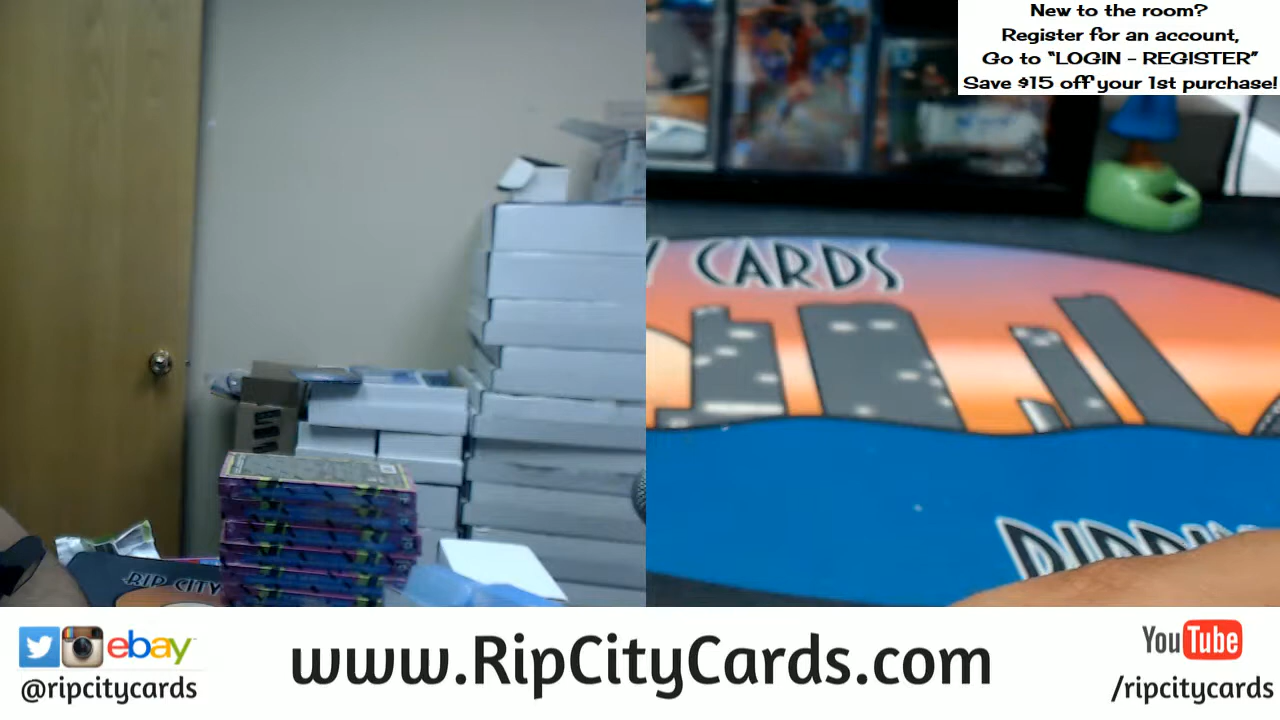 New to the room?
Register for an account,
Go to "LOGIN - REGISTER"
Save $15 off your 1st purchase!
CARDS
RIP CITY
ebay
@ripcitycards
www.RipCityCards.com
YouTube
/ripcitycards